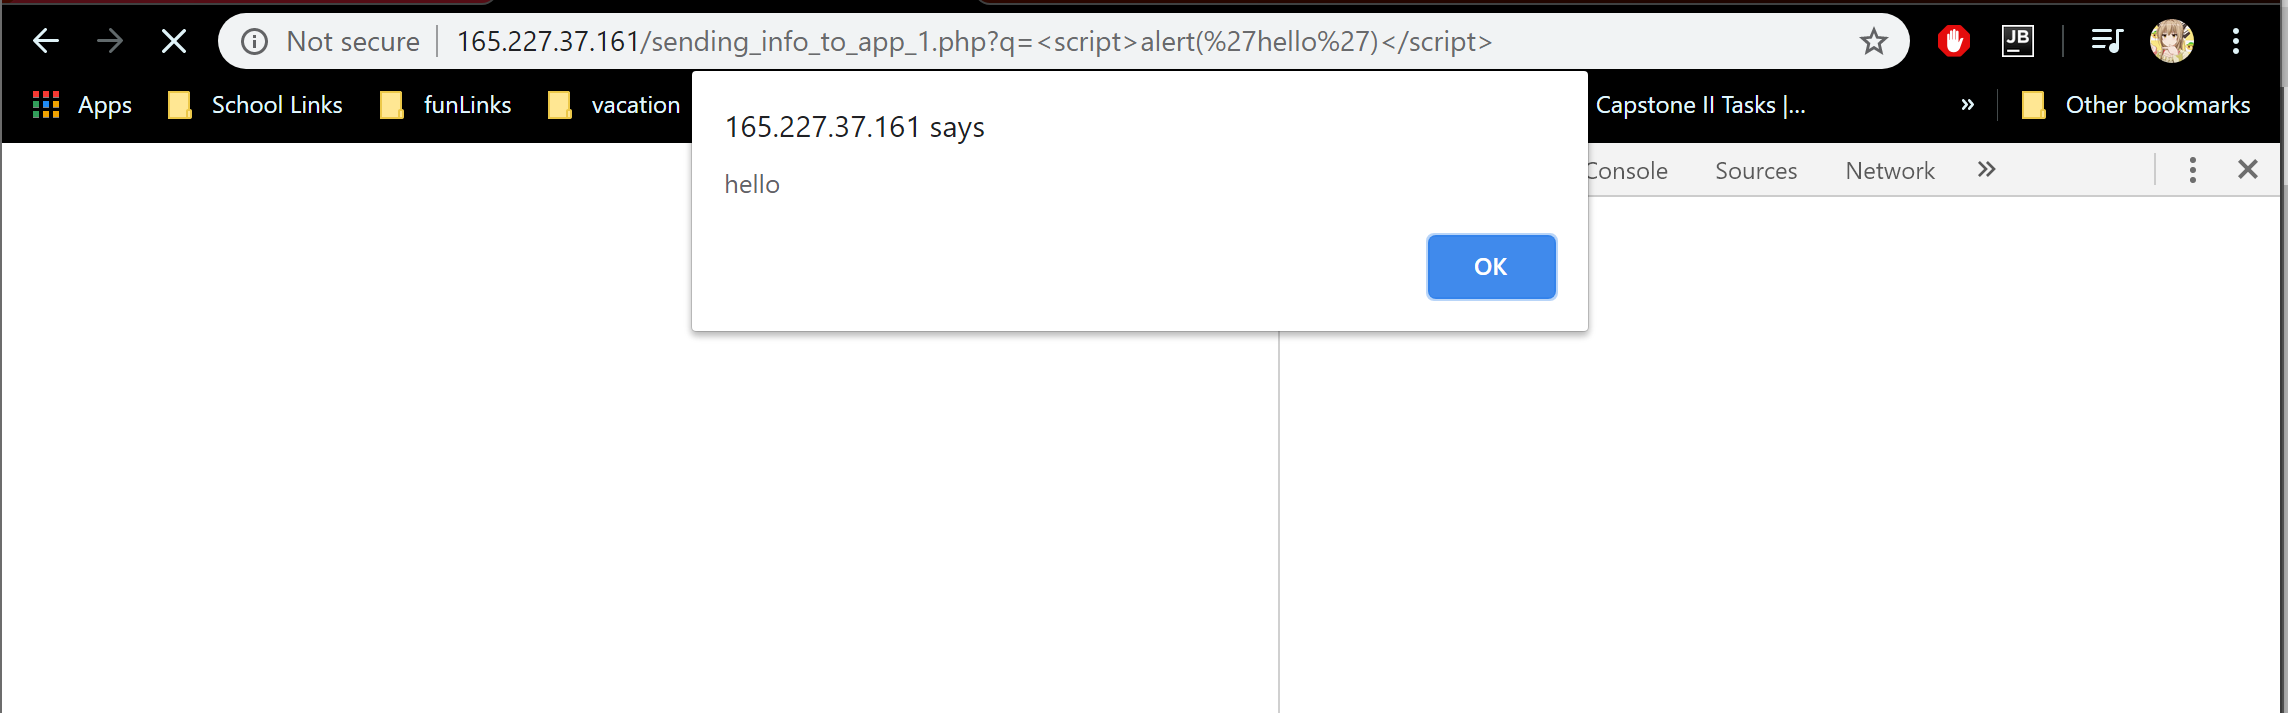 Not secure 165.227.37.161/sending_info_to_app_1.php?q=<script>alert(%27hello%27)</script>
JB
Apps School Links funLinks vacation Capstone II Tasks |... » Other bookmarks
165.227.37.161 says
hello
OK
Console Sources Network »